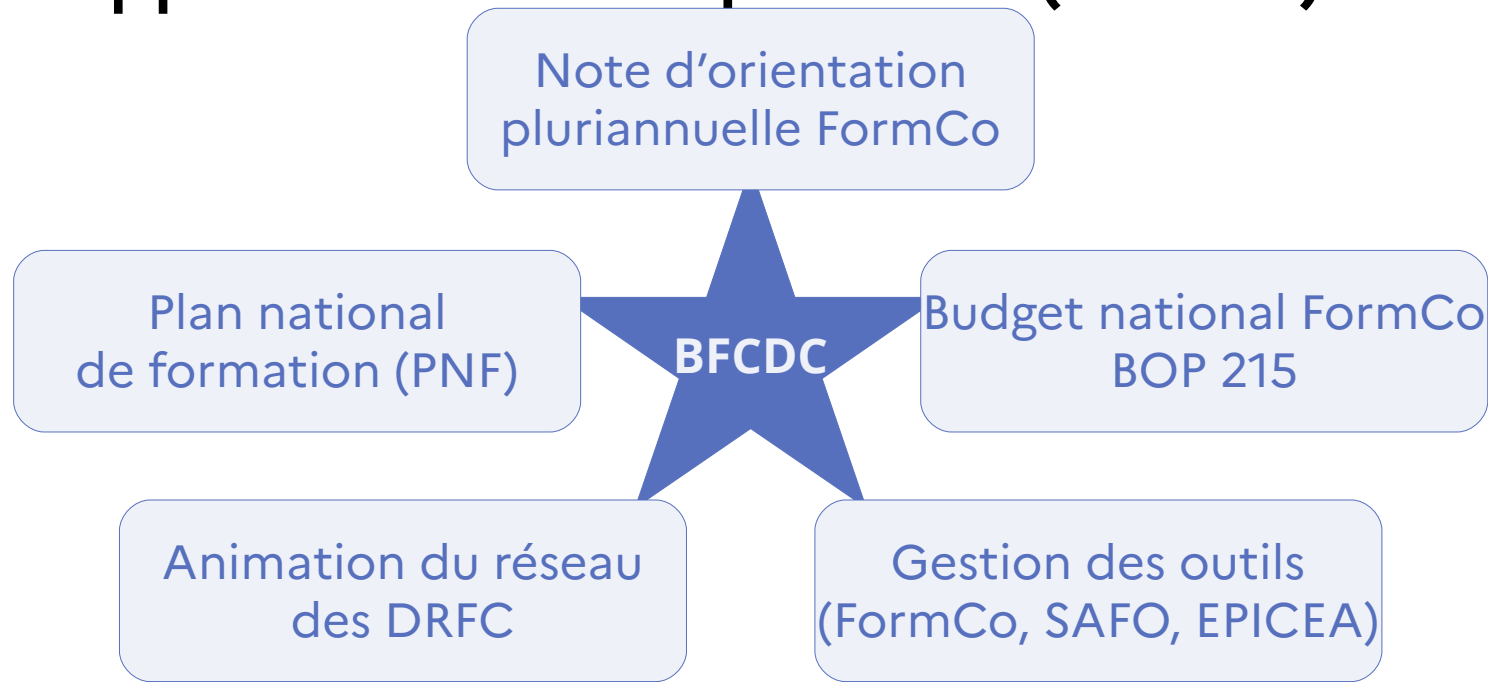 Note d’orientation
pluriannuelle FormCo
Plan national
de formation (PNF)
BFCDC
Budget national FormCo
BOP 215
Animation du réseau
des DRFC
Gestion des outils
(FormCo, SAFO, EPICEA)